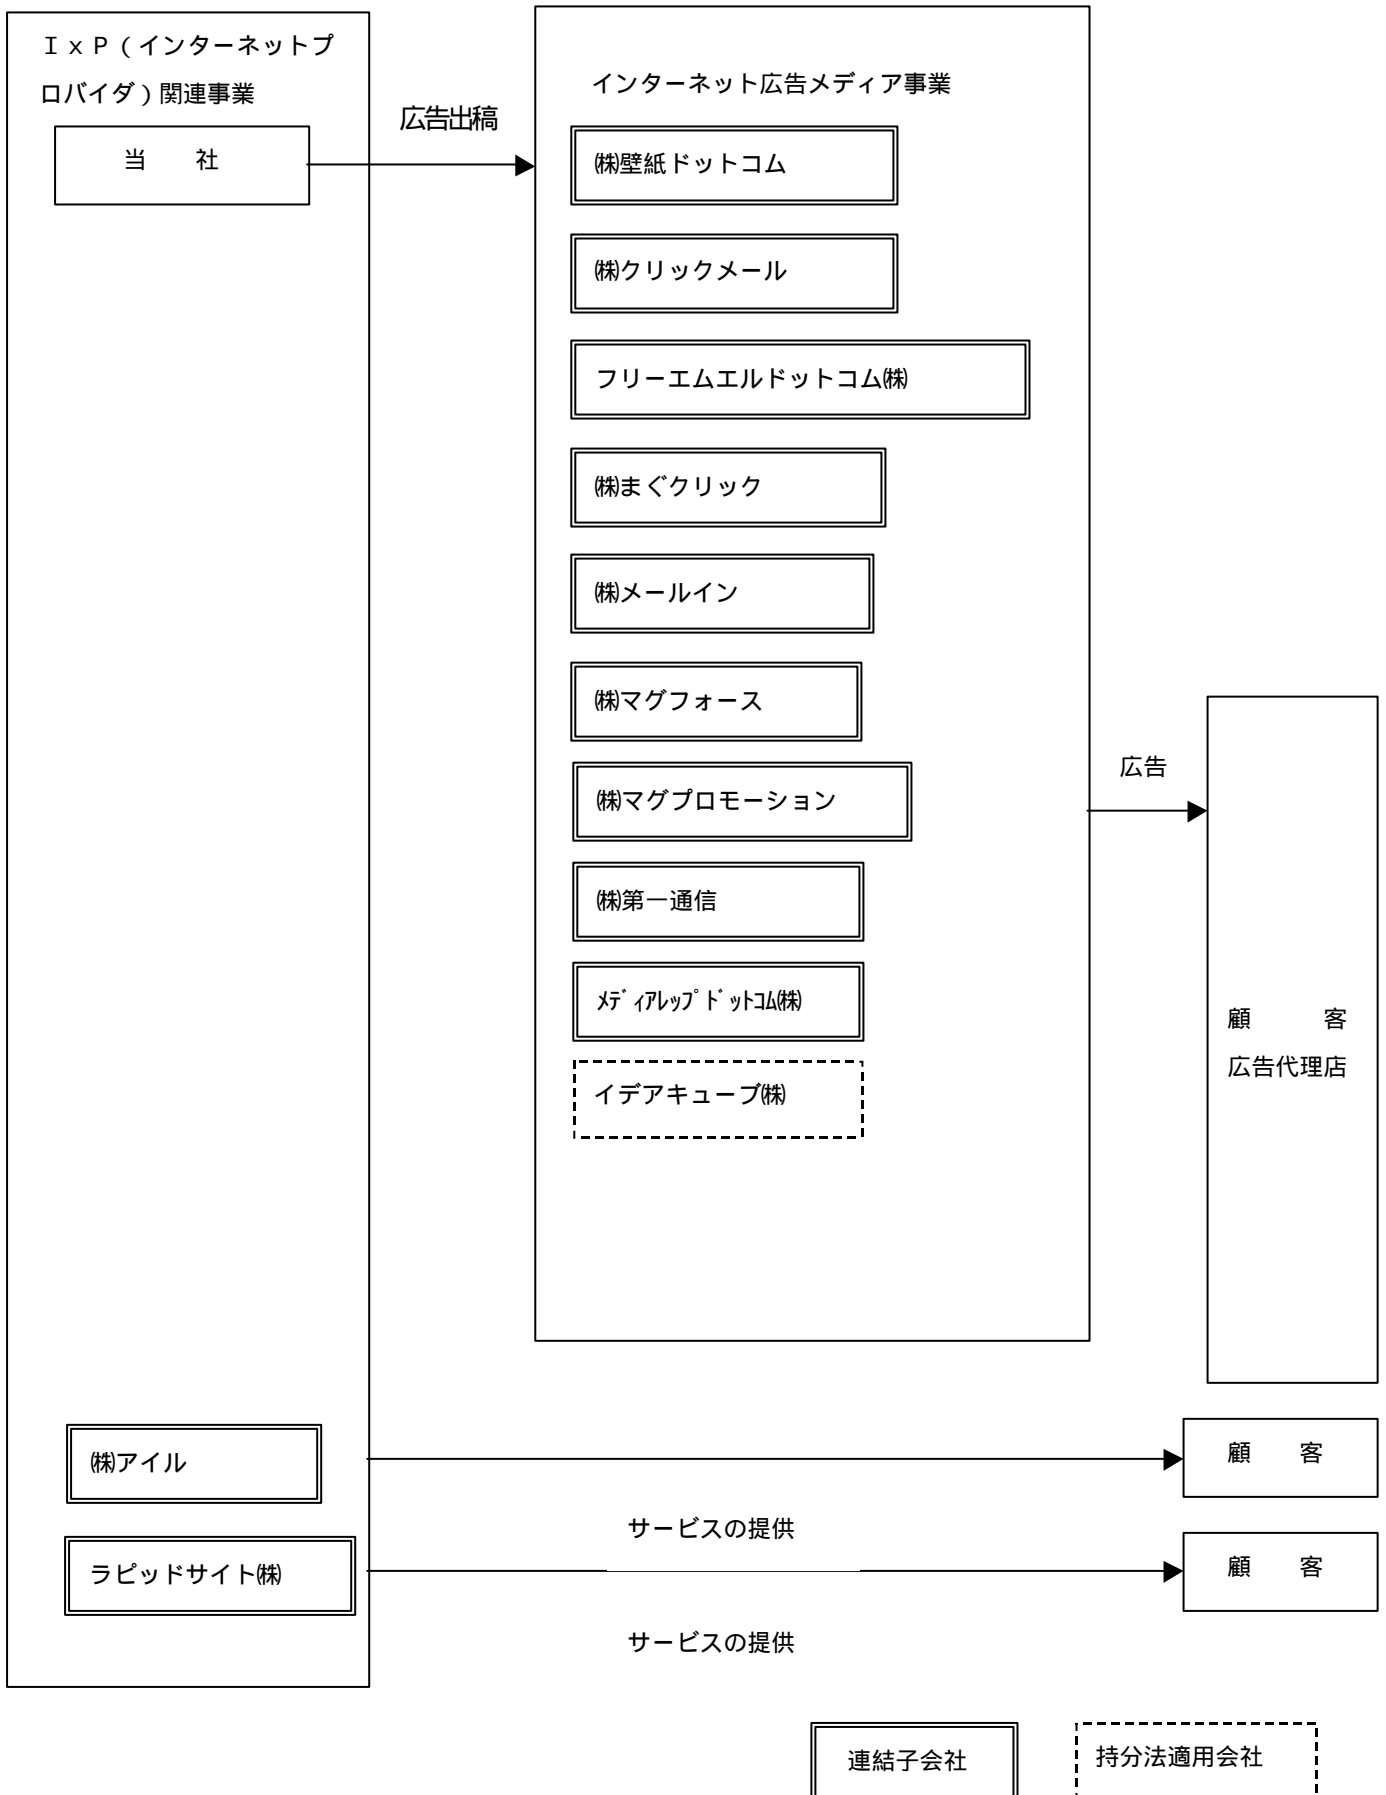 ＩｘＰ（インターネットプ
ロバイダ）関連事業
当　　社
広告出稿
インターネット広告メディア事業
㈱壁紙ドットコム
㈱クリックメール
フリーエムエルドットコム㈱
㈱まぐクリック
㈱メールイン
㈱マグフォース
㈱マグプロモーション
㈱第一通信
ﾒﾃﾞｨｱﾚｯﾌﾟﾄﾞｯﾄｺﾑ㈱
イデアキューブ㈱
広告
顧　　　客
広告代理店
㈱アイル
顧　　客
サービスの提供
ラピッドサイト㈱
顧　　客
サービスの提供
連結子会社
持分法適用会社